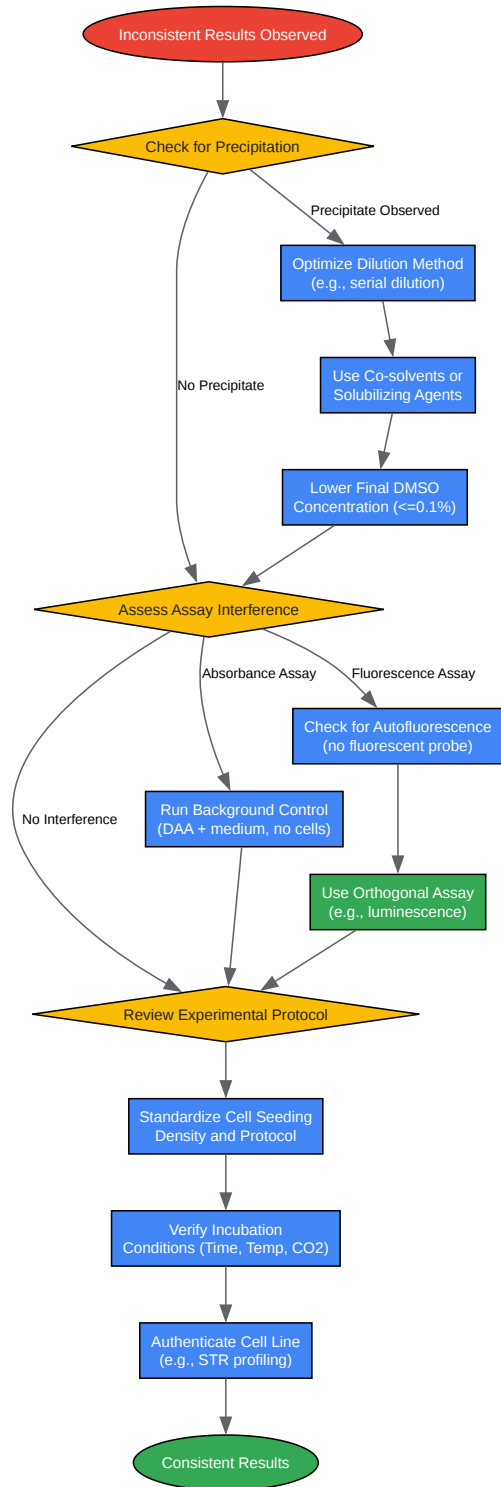 Inconsistent Results Observed
Check for Precipitation
Precipitate Observed
Optimize Dilution Method
(e.g., serial dilution)
No Precipitate
Use Co-solvents or
Solubilizing Agents
Lower Final DMSO
Concentration (<=0.1%)
Assess Assay Interference
Absorbance Assay
Fluorescence Assay
Check for Autofluorescence
(no fluorescent probe)
No Interference
Run Background Control
(DAA + medium, no cells)
Use Orthogonal Assay
(e.g., luminescence)
Review Experimental Protocol
Standardize Cell Seeding
Density and Protocol
Verify Incubation
Conditions (Time, Temp, CO2)
Authenticate Cell Line
(e.g., STR profiling)
Consistent Results